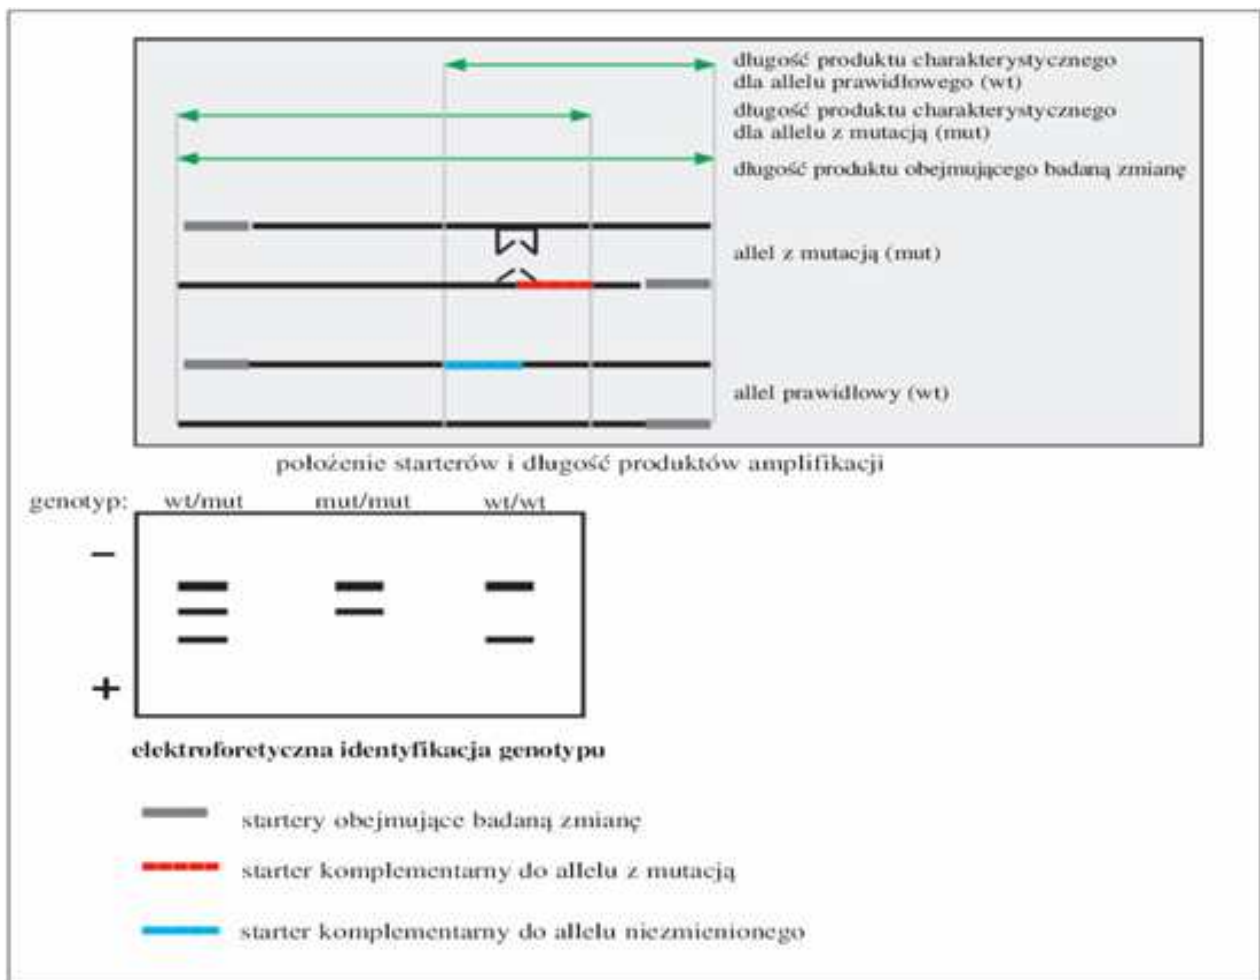 długość produktu charakterystycznego
dla allelu prawidłowego (wt)
długość produktu charakterystycznego
dla allelu z mutacją (mut)
długość produktu obejmującego badaną zmianę
allel z mutacją (mut)
allel prawidłowy (wt)
położenie starterów i długość produktów amplifikacji
genotyp: wt/mut mut/mut wt/wt
−
+
elektroforetyczna identyfikacja genotypu
startery obejmujące badaną zmianę
starter komplementarny do allelu z mutacją
starter komplementarny do allelu niezmienionego